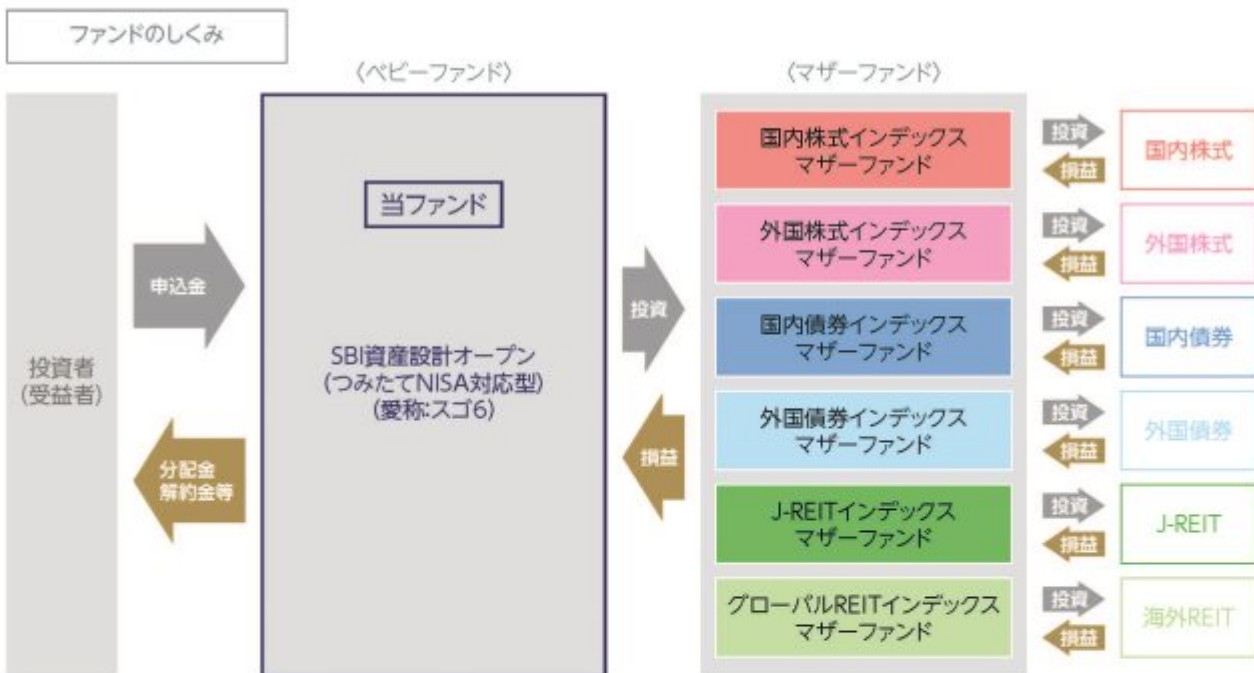 ファンドのしくみ
〈ベビーファンド〉
〈マザーファンド〉
投資者
(受益者)
申込金
分配金
解約金等
当ファンド
SBI資産設計オープン
(つみたてNISA対応型)
(愛称:スゴ6)
投資
損益
国内株式インデックス
マザーファンド
投資
損益
国内株式
外国株式インデックス
マザーファンド
投資
損益
外国株式
国内債券インデックス
マザーファンド
投資
損益
国内債券
外国債券インデックス
マザーファンド
投資
損益
外国債券
J-REITインデックス
マザーファンド
投資
損益
J-REIT
グローバルREITインデックス
マザーファンド
投資
損益
海外REIT